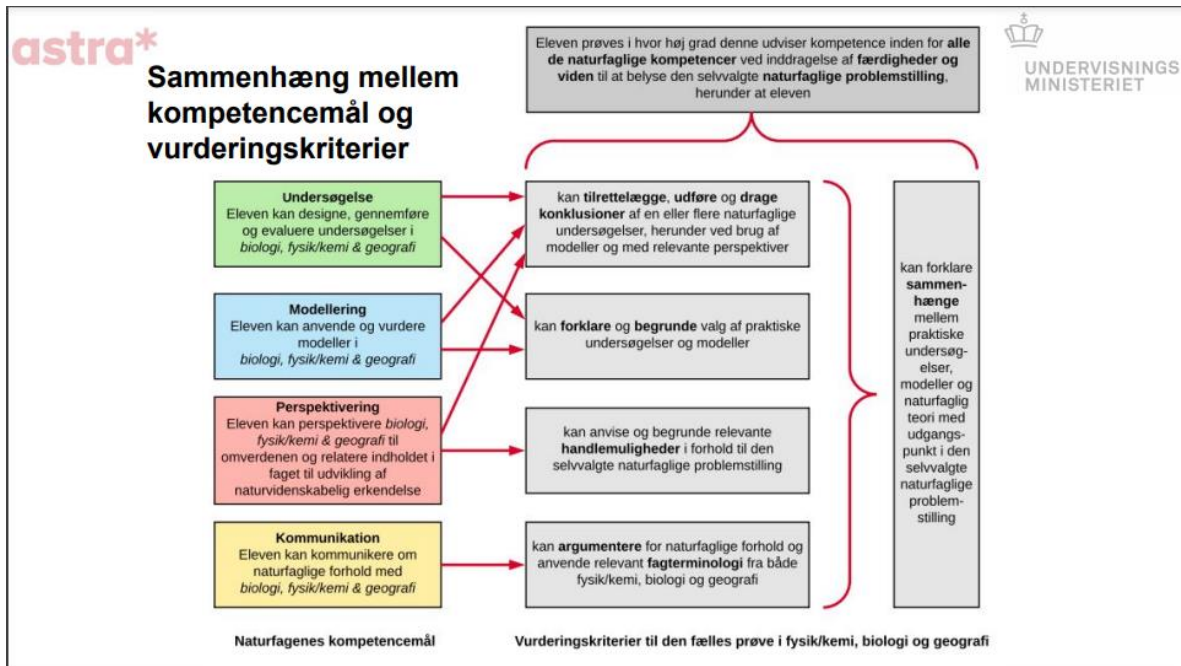 astra*
Sammenhæng mellem
kompetencemål og
vurderingskriterier
Eleven prøves i hvor høj grad denne udviser kompetence inden for alle
de naturfaglige kompetencer ved inddragelse af færdigheder og
viden til at belyse den selvvalgte naturfaglige problemstilling,
herunder at eleven
UNDERVISNINGS
MINISTERIET
Undersøgelse
Eleven kan designe, gennemføre
og evaluere undersøgelser i
biologi, fysik/kemi & geografi
Modellering
Eleven kan anvende og vurdere
modeller i
biologi, fysik/kemi & geografi
Perspektivering
Eleven kan perspektivere biologi,
fysik/kemi & geografi til
omverdenen og relatere indholdet i
faget til udvikling af
naturvidenskabelig erkendelse
Kommunikation
Eleven kan kommunikere om
naturfaglige forhold med
biologi, fysik/kemi & geografi
Naturfagenes kompetencemål
kan tilrettelægge, udføre og drage
konklusioner af en eller flere naturfaglige
undersøgelser, herunder ved brug af
modeller og med relevante perspektiver
kan forklare og begrunde valg af praktiske
undersøgelser og modeller
kan anvise og begrunde relevante
handlemuligheder i forhold til den
selvvalgte naturfaglige problemstilling
kan argumentere for naturfaglige forhold og
anvende relevant fagterminologi fra både
fysik/kemi, biologi og geografi
kan forklare
sammen-
hænge
mellem
praktiske
undersøg-
elser,
modeller og
naturfaglig
teori med
udgangs-
punkt i den
selvvalgte
naturfaglige
problem-
stilling
Vurderingskriterier til den fælles prøve i fysik/kemi, biologi og geografi